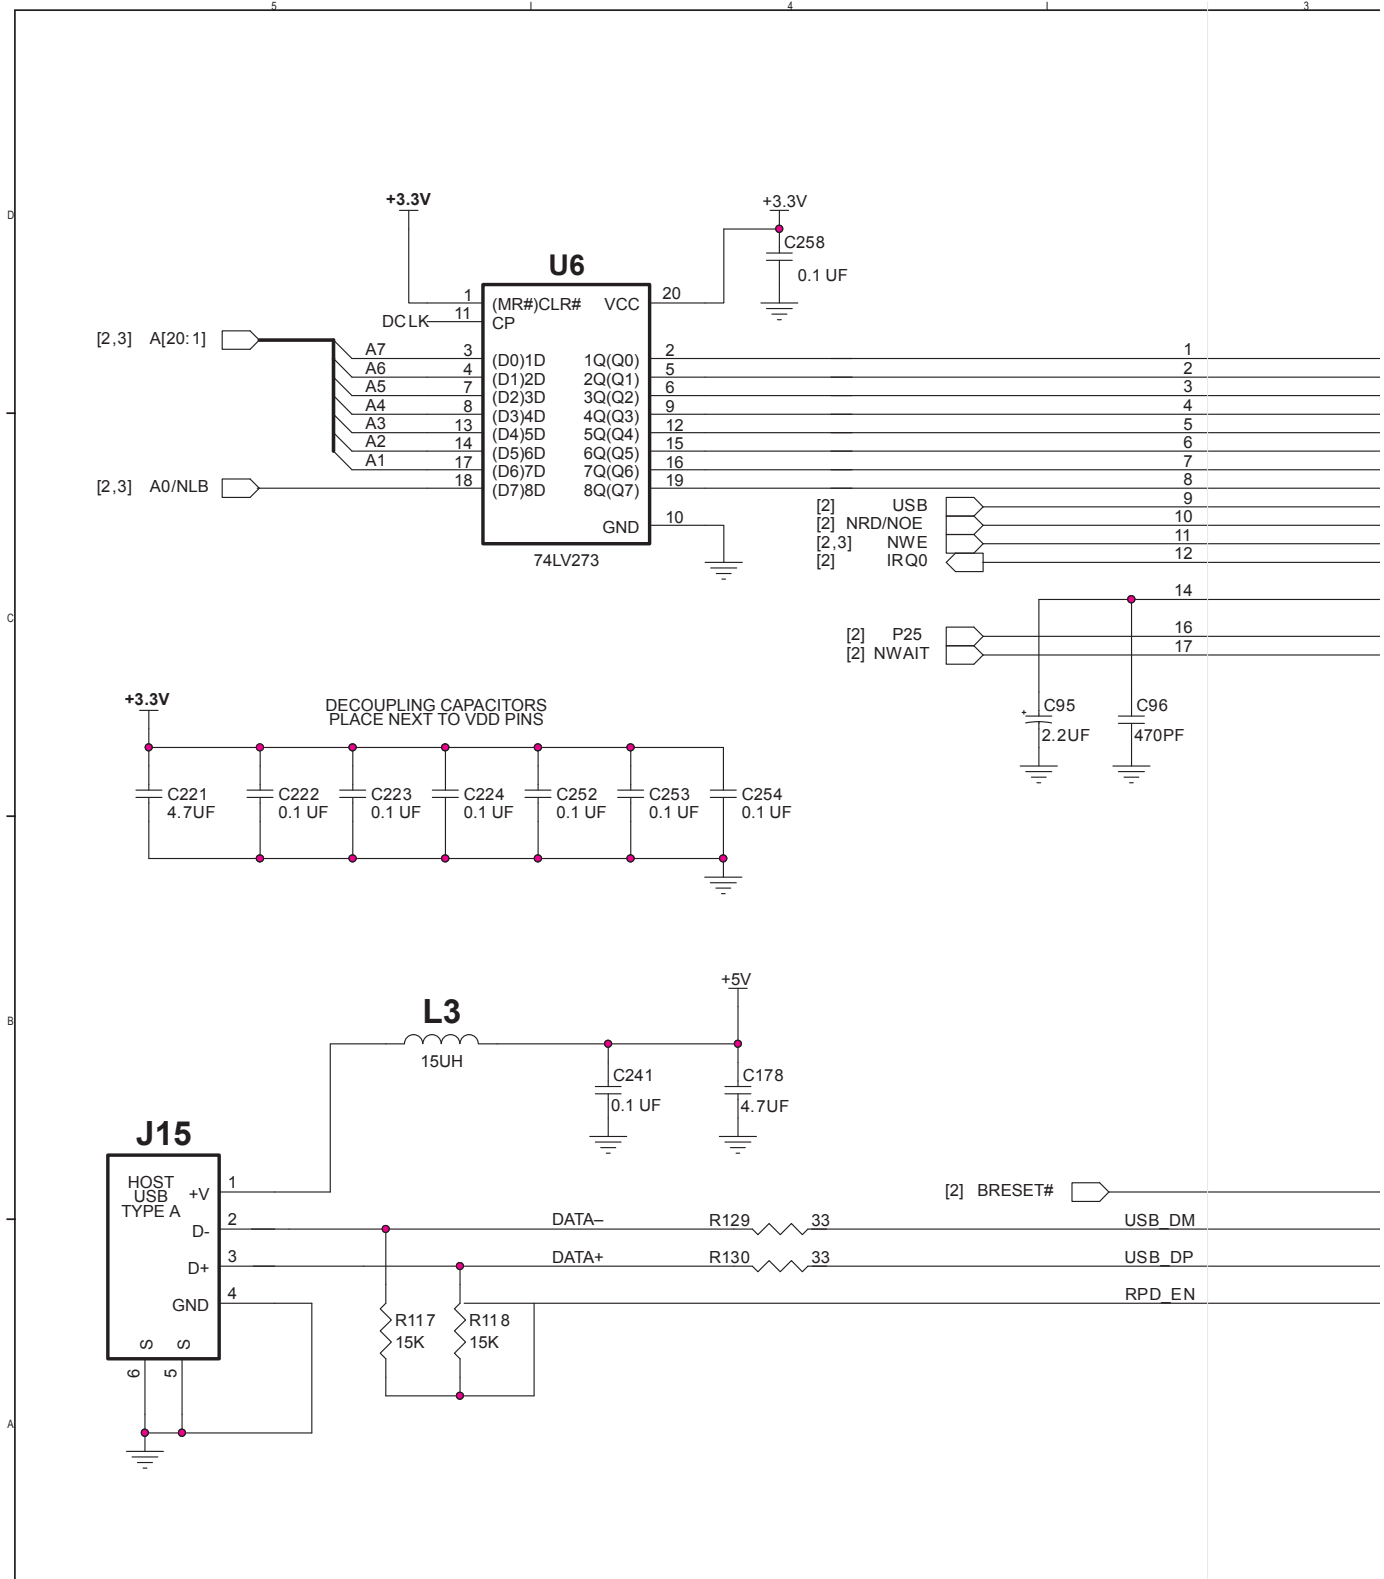 5 4 3
D
+3.3V +3.3V
C258
0.1 UF
U6
1 (MR#)CLR# VCC 20
DCLK 11 CP
[2,3] A[20:1]
A7 3 (D0)1D 1Q(Q0) 2 1
A6 4 (D1)2D 2Q(Q1) 5 2
A5 7 (D2)3D 3Q(Q2) 6 3
A4 8 (D3)4D 4Q(Q3) 9 4
A3 13 (D4)5D 5Q(Q4) 12 5
A2 14 (D5)6D 6Q(Q5) 15 6
A1 17 (D6)7D 7Q(Q6) 16 7
[2,3] A0/NLB 18 (D7)8D 8Q(Q7) 19 8
GND 10
74LV273
[2] USB 9
[2] NRD/NOE 10
[2,3] NWE 11
[2] IRQ0 12
14
C
[2] P25 16
[2] NWAIT 17
+ C95
2.2UF
C96
470PF
+3.3V
DECOUPLING CAPACITORS
PLACE NEXT TO VDD PINS
C221
4.7UF
C222
0.1 UF
C223
0.1 UF
C224
0.1 UF
C252
0.1 UF
C253
0.1 UF
C254
0.1 UF
+5V
B
L3
15UH
C241
0.1 UF
C178
4.7UF
J15
HOST
USB
TYPE A
+V 1
D- 2
D+ 3
GND 4
S S
6 5
[2] BRESET#
DATA– R129 33 USB_DM
DATA+ R130 33 USB_DP
RPD_EN
R117
15K
R118
15K
A